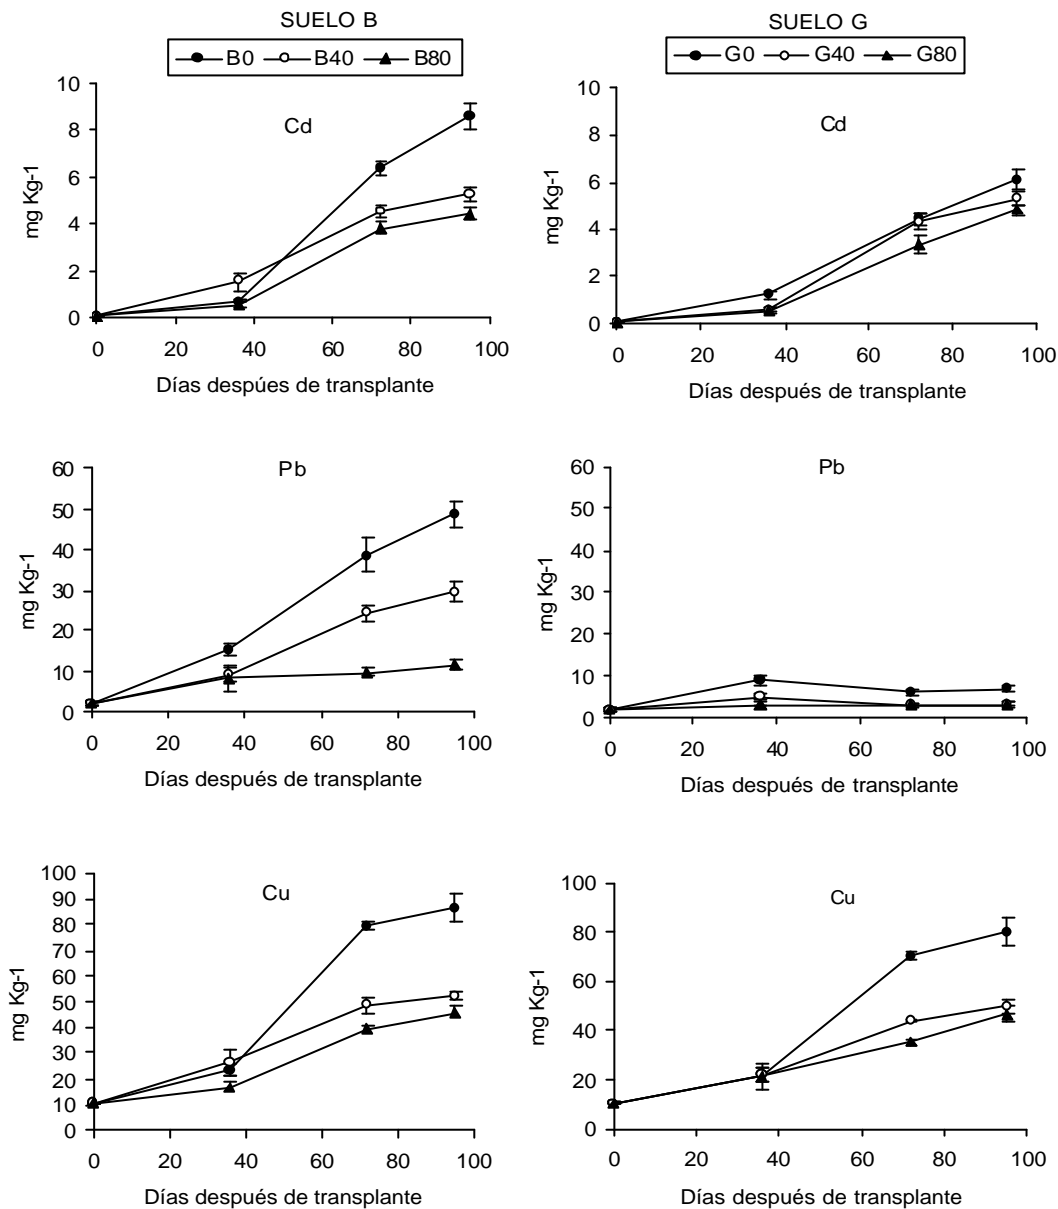 SUELO B
B0 B40 B80
Cd
mg Kg-1
10
8
6
4
2
0
0 20 40 60 80 100
Días despúes de transplante
SUELO G
G0 G40 G80
Cd
mg Kg-1
10
8
6
4
2
0
0 20 40 60 80 100
Días después de transplante
Pb
mg Kg-1
60
50
40
30
20
10
0
0 20 40 60 80 100
Días después de transplante
Pb
mg Kg-1
60
50
40
30
20
10
0
0 20 40 60 80 100
Días después de transplante
Cu
mg Kg-1
100
90
80
70
60
50
40
30
20
10
0
0 20 40 60 80 100
Días después de transplante
Cu
mg Kg-1
100
80
60
40
20
0
0 20 40 60 80 100
Días después de transplante